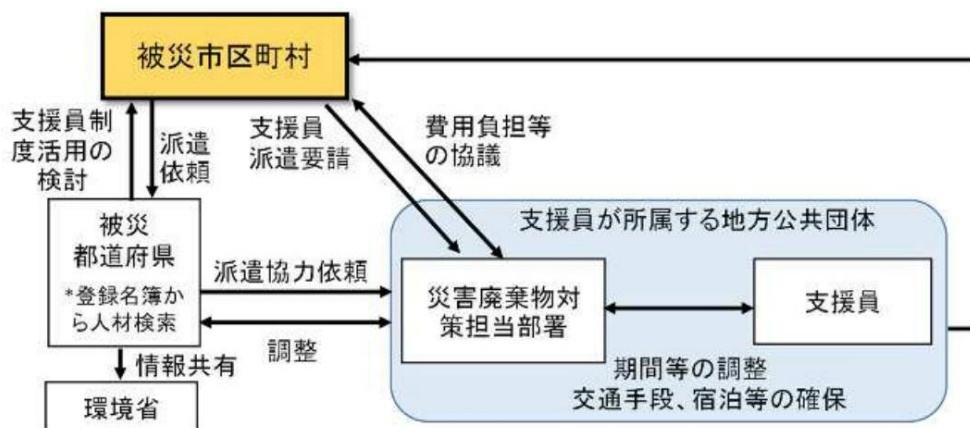 被災市区町村
支援員制
度活用の
検討
派遣
依頼
支援員
派遣要請
費用負担等
の協議
被災
都道府県
*登録名簿か
ら人材検索
派遣協力依頼
調整
情報共有
環境省
支援員が所属する地方公共団体
災害廃棄物対
策担当部署
支援員
期間等の調整
交通手段、宿泊等の確保